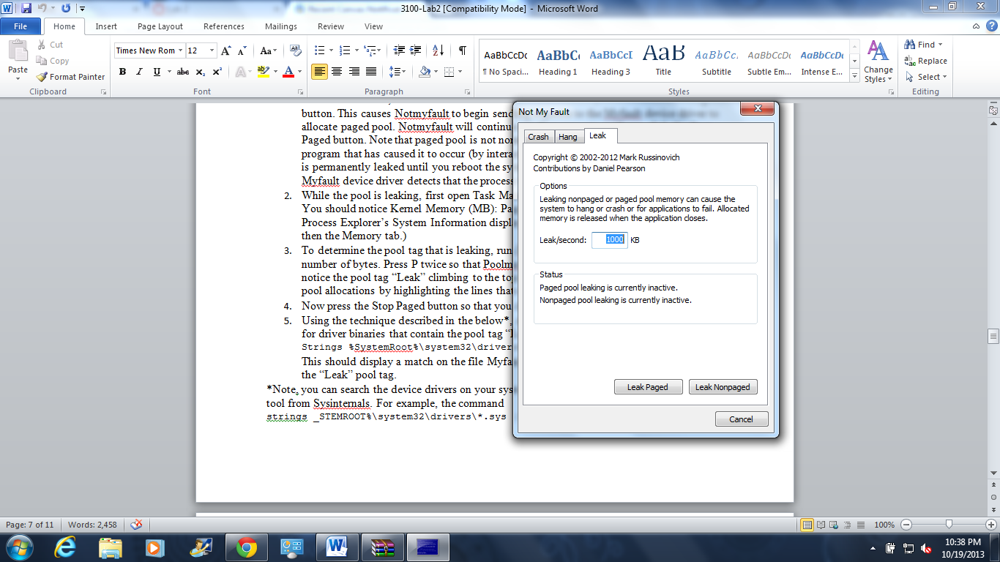 3100-Lab2 [Compatibility Mode] - Microsoft Word
File Home Insert Page Layout References Mailings Review View
Paste
Cut
Copy
Format Painter
Clipboard
Times New Rom 12
Font
Paragraph
AaBbCcDc AaBbCc AaBbCcI AaB AaBbCc. AaBbCcDt AaBbCcDt
¶ No Spaci... Heading 1 Heading 3 Title Subtitle Subtle Em... Intense E...
Styles
Change Styles
Find
Replace
Select
Editing
button. This causes Notmyfault to begin send
allocate paged pool. Notmyfault will continu
Paged button. Note that paged pool is not nor
program that has caused it to occur (by intera
is permanently leaked until you reboot the sy
Myfault device driver detects that the process
2. While the pool is leaking, first open Task Ma
You should notice Kernel Memory (MB): Pa
Process Explorer's System Information displ
then the Memory tab.)
3. To determine the pool tag that is leaking, run
number of bytes. Press P twice so that Poolm
notice the pool tag “Leak” climbing to the top
pool allocations by highlighting the lines that
4. Now press the Stop Paged button so that you
5. Using the technique described in the below*,
for driver binaries that contain the pool tag “
Strings %SystemRoot%\system32\driver
This should display a match on the file Myfa
the “Leak” pool tag.
*Note, you can search the device drivers on your sys
tool from Sysinternals. For example, the command
strings _STEMROOT%\system32\drivers\*.sys
Not My Fault
Crash Hang Leak
Copyright © 2002-2012 Mark Russinovich
Contributions by Daniel Pearson
Options
Leaking nonpaged or paged pool memory can cause the
system to hang or crash or for applications to fail. Allocated
memory is released when the application closes.
Leak/second: 1000 KB
Status
Paged pool leaking is currently inactive.
Nonpaged pool leaking is currently inactive.
Leak Paged Leak Nonpaged
Cancel
Page: 7 of 11 Words: 2,458 100%
10:38 PM
10/19/2013